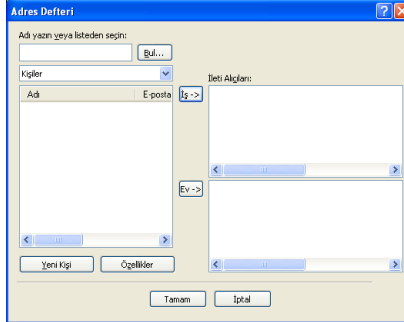 Adres Defteri
Adı yazın veya listeden seçin:
Bul...
Kişiler
İleti Alıcıları:
Adı E-posta
İş ->
Ev ->
Yeni Kişi Özellikler
Tamam İptal